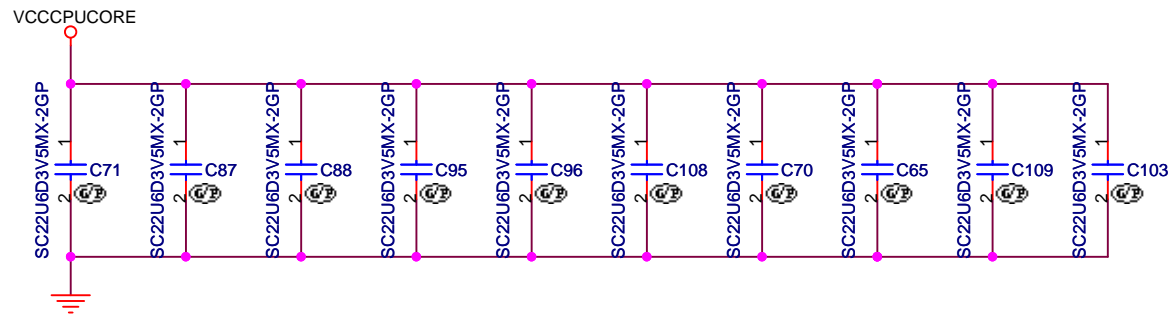 VCCCPUCORE
SC22U6D3V5MX-2GP
1
2
C71
G/P
SC22U6D3V5MX-2GP
1
2
C87
G/P
SC22U6D3V5MX-2GP
1
2
C88
G/P
SC22U6D3V5MX-2GP
1
2
C95
G/P
SC22U6D3V5MX-2GP
1
2
C96
G/P
SC22U6D3V5MX-2GP
1
2
C108
G/P
SC22U6D3V5MX-2GP
1
2
C70
G/P
SC22U6D3V5MX-2GP
1
2
C65
G/P
SC22U6D3V5MX-2GP
1
2
C109
G/P
SC22U6D3V5MX-2GP
1
2
C103
G/P